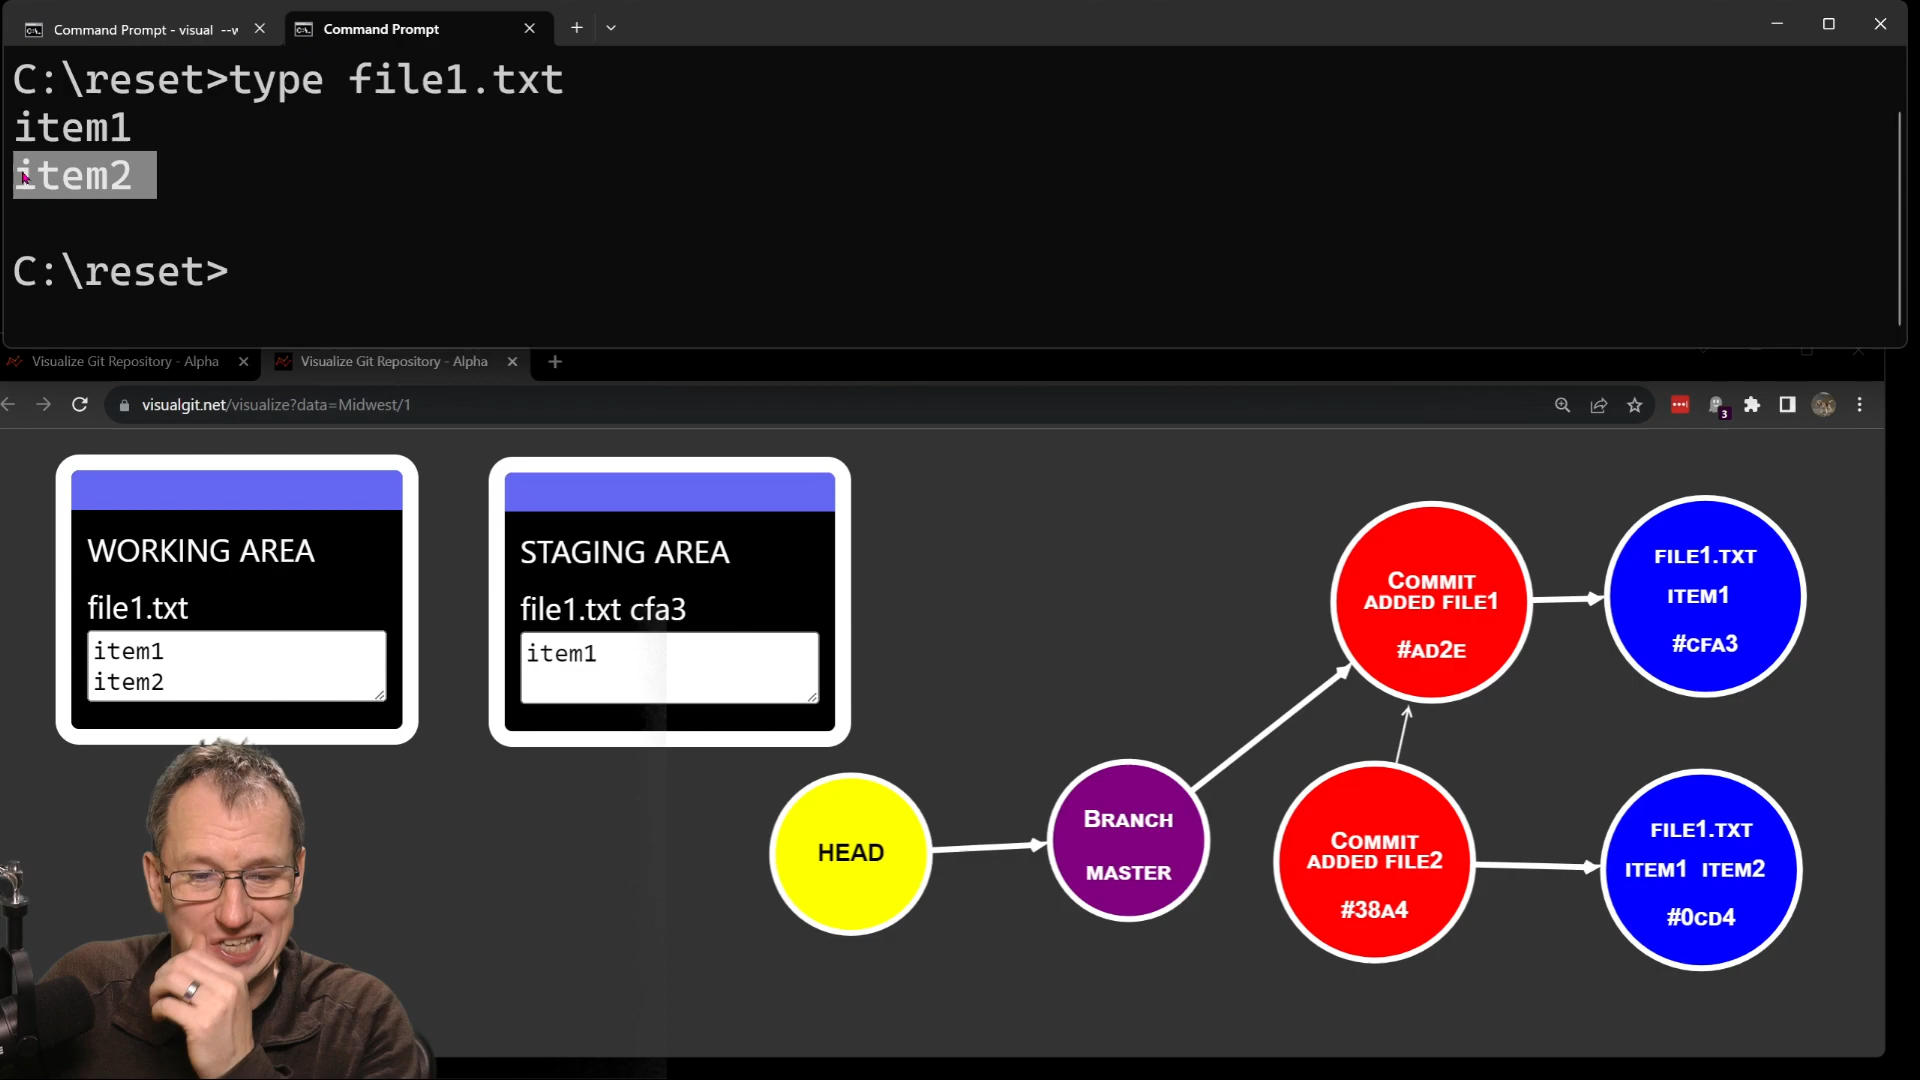 Command Prompt - visual --w
Command Prompt
C:\reset>type file1.txt
item1
item2
C:\reset>
Visualize Git Repository - Alpha
Visualize Git Repository - Alpha
visualgit.net/visualize?data=Midwest/1
3
WORKING AREA
file1.txt
item1
item2
STAGING AREA
file1.txt cfa3
item1
COMMIT
ADDED FILE1
#AD2E
FILE1.TXT
ITEM1
#CFA3
HEAD
BRANCH
MASTER
COMMIT
ADDED FILE2
#38A4
FILE1.TXT
ITEM1 ITEM2
#0CD4